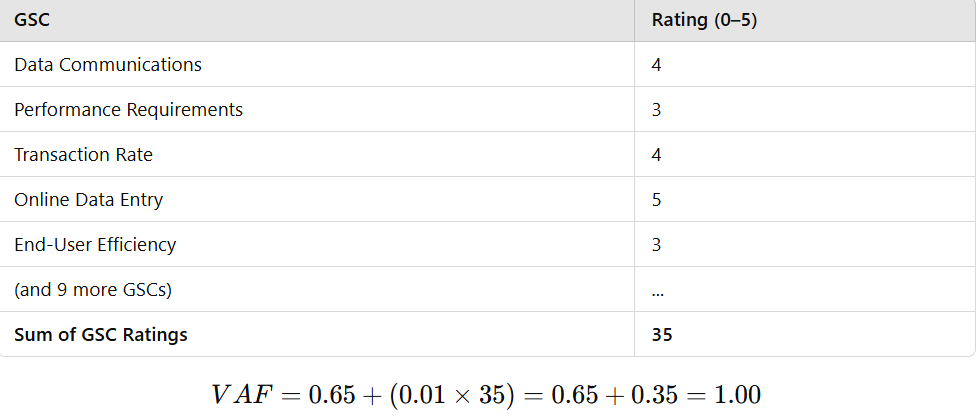 GSC Rating (0–5)
Data Communications 4
Performance Requirements 3
Transaction Rate 4
Online Data Entry 5
End-User Efficiency 3
(and 9 more GSCs) ...
Sum of GSC Ratings 35
VAF = 0.65 + (0.01 × 35) = 0.65 + 0.35 = 1.00